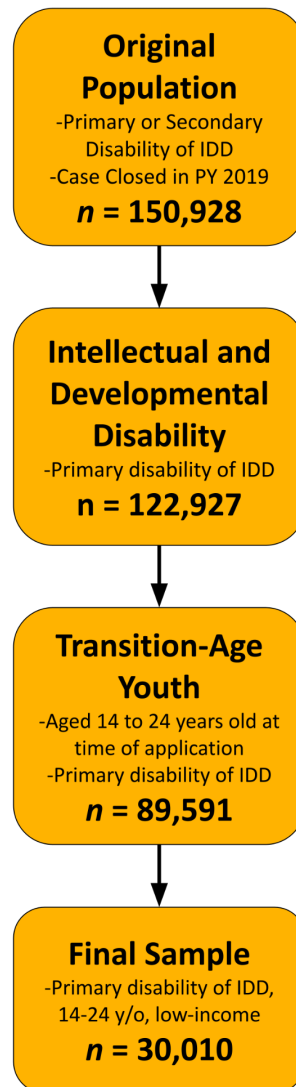 Original
Population
-Primary or Secondary
Disability of IDD
-Case Closed in PY 2019
n = 150,928
Intellectual and
Developmental
Disability
-Primary disability of IDD
n = 122,927
Transition-Age
Youth
-Aged 14 to 24 years old at
time of application
-Primary disability of IDD
n = 89,591
Final Sample
-Primary disability of IDD,
14-24 y/o, low-income
n = 30,010